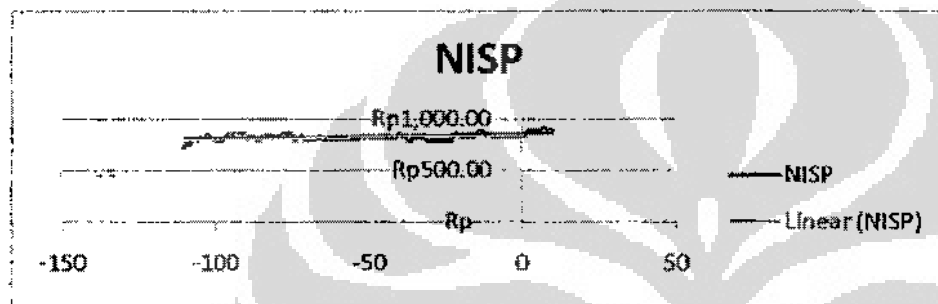 NISP
Rp1,000.00
Rp500.00
NISP
Rp
Linear (NISP)
-150 -100 -50 0 50